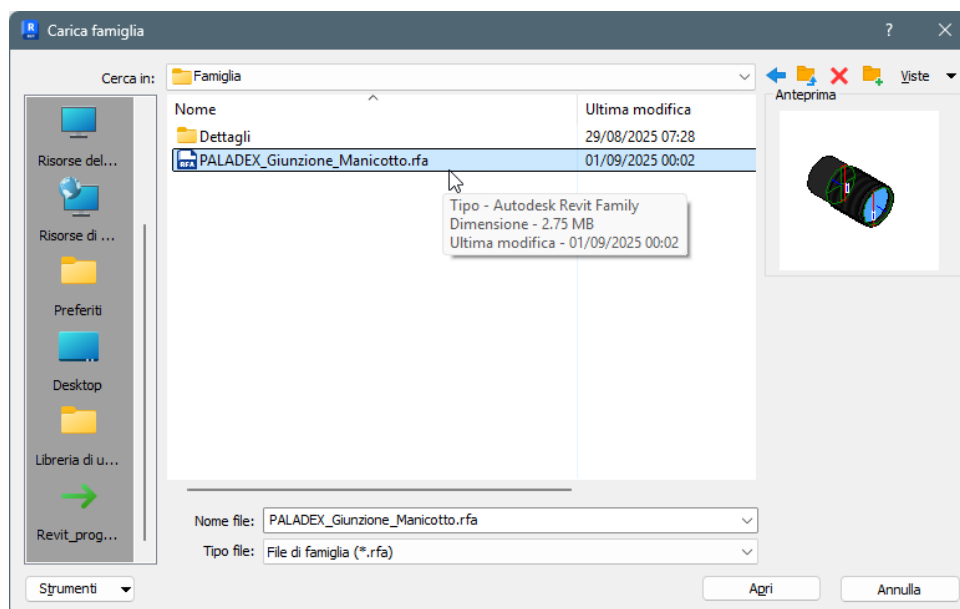 Carica famiglia
?
Cerca in:
Famiglia
Viste
Anteprima
Nome
Ultima modifica
Dettagli
29/08/2025 07:28
RFA
PALADEX_Giunzione_Manicotto.rfa
01/09/2025 00:02
Tipo - Autodesk Revit Family
Dimensione - 2.75 MB
Ultima modifica - 01/09/2025 00:02
Risorse del...
Risorse di ...
Preferiti
Desktop
Libreria di u...
Revit_prog...
Nome file:
PALADEX_Giunzione_Manicotto.rfa
Tipo file:
File di famiglia (*.rfa)
Strumenti
Apri
Annulla